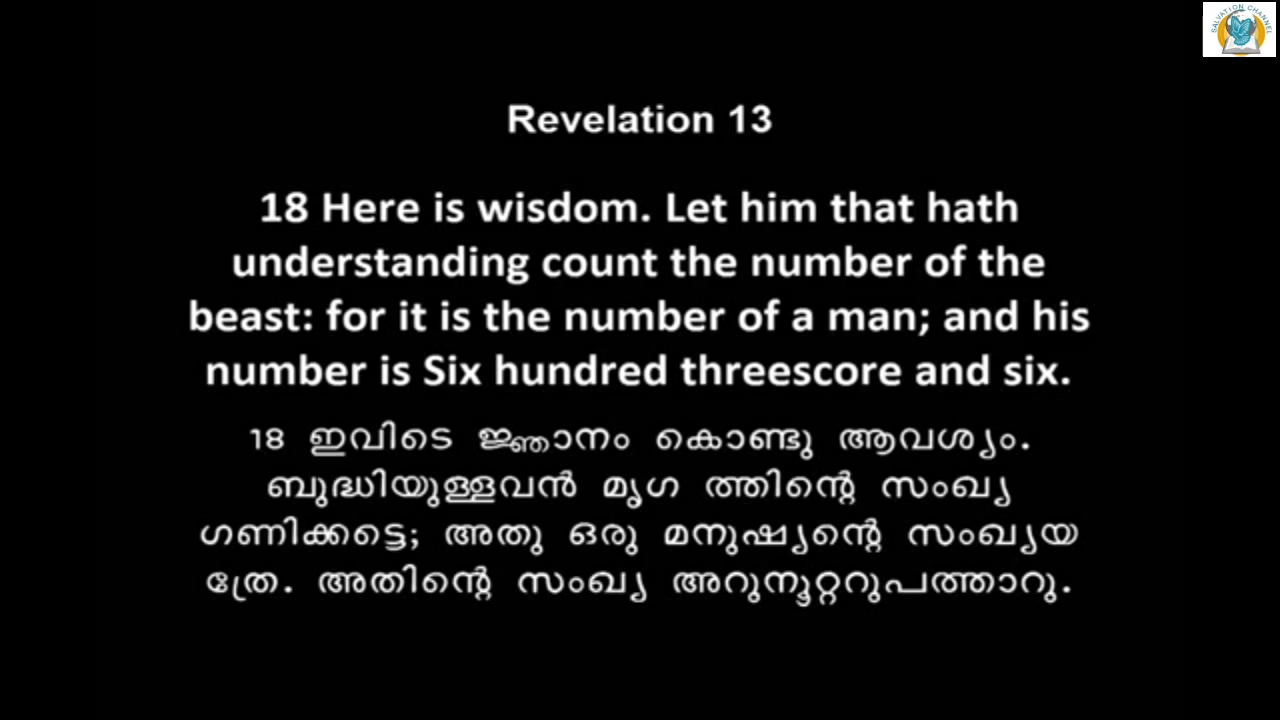 SALVATION CHANNEL
Revelation 13
18 Here is wisdom. Let him that hath
understanding count the number of the
beast: for it is the number of a man; and his
number is Six hundred threescore and six.
18 ഇവിടെ ജ്ഞാനം കൊണ്ടു ആവശ്യം.
ബുദ്ധിയുള്ളവൻ മൃഗ ത്തിന്റെ സംഖ്യ
ഗണിക്കട്ടെ; അതു ഒരു മനുഷ്യന്റെ സംഖ്യയ
ത്രേ. അതിന്റെ സംഖ്യ അറുനൂറ്ററുപത്താറു.